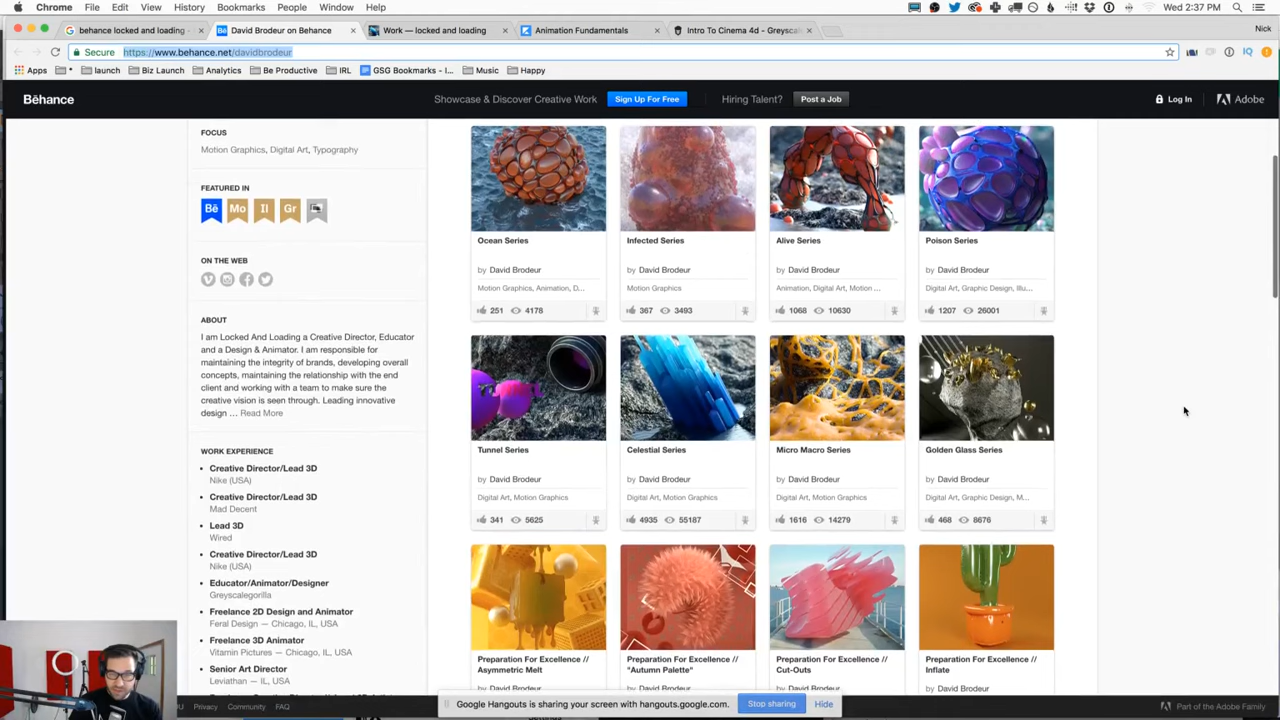 Chrome File Edit View History Bookmarks People Window Help Wed 2:37 PM
behance locked and loading - David Brodeur on Behance Work — locked and loading Animation Fundamentals Intro To Cinema 4d - Greyscal Nick
Secure https://www.behance.net/davidbrodeur
Apps * launch Biz Launch Analytics Be Productive IRL GSG Bookmarks - I... Music Happy
Bēhance Showcase & Discover Creative Work Sign Up For Free Hiring Talent? Post a Job Log In Adobe
FOCUS
Motion Graphics, Digital Art, Typography
FEATURED IN
Bē Mo Il Gr
ON THE WEB
ABOUT
I am Locked And Loading a Creative Director, Educator
and a Design & Animator. I am responsible for
maintaining the integrity of brands, developing overall
concepts, maintaining the relationship with the end
client and working with a team to make sure the
creative vision is seen through. Leading innovative
design ... Read More
WORK EXPERIENCE
Creative Director/Lead 3D
Nike (USA)
Creative Director/Lead 3D
Mad Decent
Lead 3D
Wired
Creative Director/Lead 3D
Nike (USA)
Educator/Animator/Designer
Greyscalegorilla
Freelance 2D Design and Animator
Feral Design — Chicago, IL, USA
Freelance 3D Animator
Vitamin Pictures — Chicago, IL, USA
Senior Art Director
Leviathan — IL, USA
Ocean Series Infected Series Alive Series Poison Series
by David Brodeur by David Brodeur by David Brodeur by David Brodeur
Motion Graphics, Animation, D... Motion Graphics Animation, Digital Art, Motion ... Digital Art, Graphic Design, Illu...
251 4178 367 3493 1068 10630 1207 26001
Tunnel Series Celestial Series Micro Macro Series Golden Glass Series
by David Brodeur by David Brodeur by David Brodeur by David Brodeur
Digital Art, Motion Graphics Digital Art, Motion Graphics Digital Art, Motion Graphics Digital Art, Graphic Design, M...
341 5625 4935 55187 1616 14279 468 8676
Preparation For Excellence // Preparation For Excellence // Preparation For Excellence // Preparation For Excellence //
Asymmetric Melt "Autumn Palette" Cut-Outs Inflate
by David Brodeur by David Brodeur by David Brodeur by David Brodeur
Google Hangouts is sharing your screen with hangouts.google.com. Stop sharing Hide
Privacy Community FAQ Part of the Adobe Family